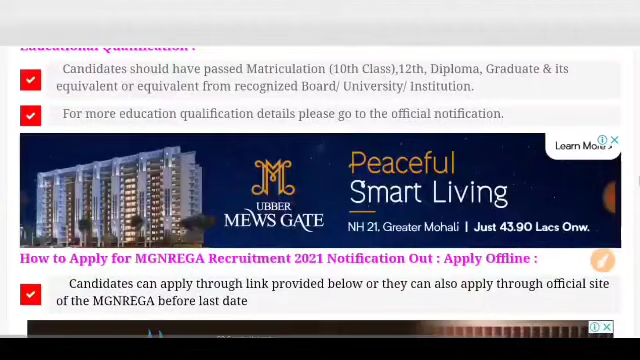 Educational Qualification :
Candidates should have passed Matriculation (10th Class),12th, Diploma, Graduate & its
equivalent or equivalent from recognized Board/ University/ Institution.
For more education qualification details please go to the official notification.
Learn More
UBBER
MEWS GATE
Peaceful
Smart Living
NH 21, Greater Mohali | Just 43.90 Lacs Onw.
How to Apply for MGNREGA Recruitment 2021 Notification Out : Apply Offline :
Candidates can apply through link provided below or they can also apply through official site
of the MGNREGA before last date